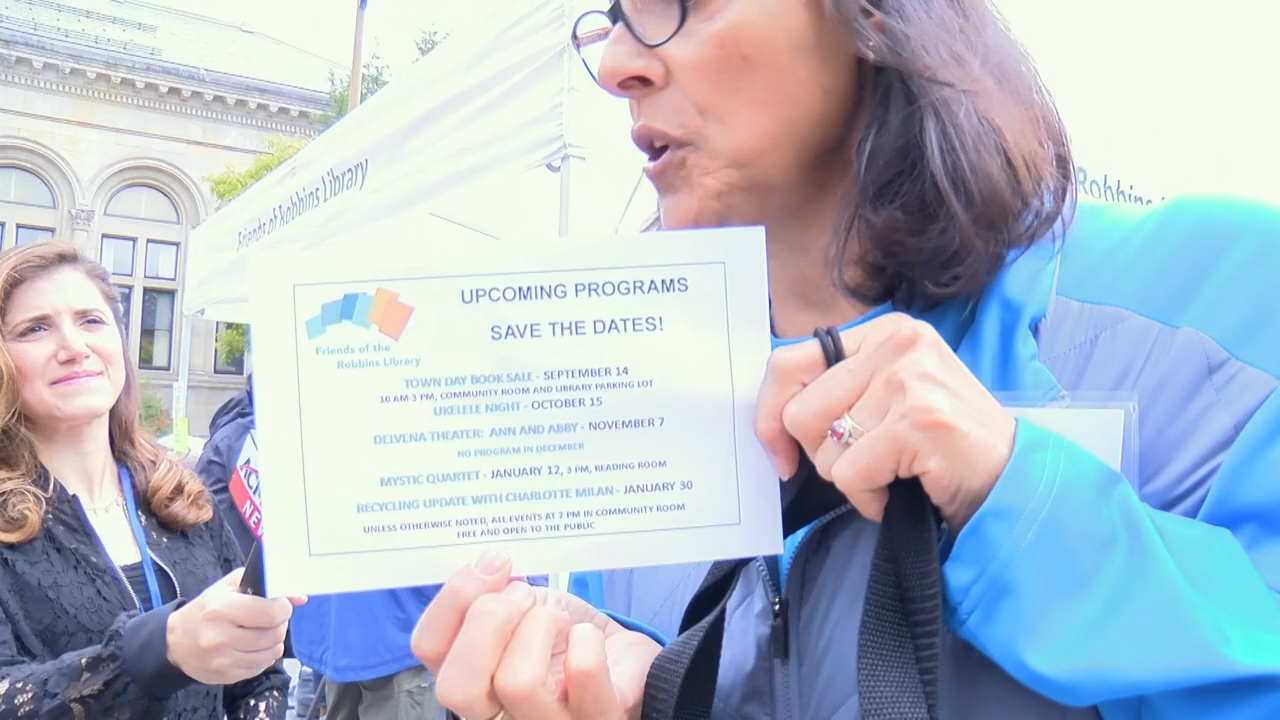 Friends of Robbins Library
Robbins
UPCOMING PROGRAMS
SAVE THE DATES!
Friends of the
Robbins Library
TOWN DAY BOOK SALE - SEPTEMBER 14
10 AM-3 PM, COMMUNITY ROOM AND LIBRARY PARKING LOT
UKELELE NIGHT - OCTOBER 15
DELVENA THEATER: ANN AND ABBY - NOVEMBER 7
NO PROGRAM IN DECEMBER
MYSTIC QUARTET - JANUARY 12, 3 PM, READING ROOM
RECYCLING UPDATE WITH CHARLOTTE MILAN - JANUARY 30
UNLESS OTHERWISE NOTED, ALL EVENTS AT 7 PM IN COMMUNITY ROOM
FREE AND OPEN TO THE PUBLIC